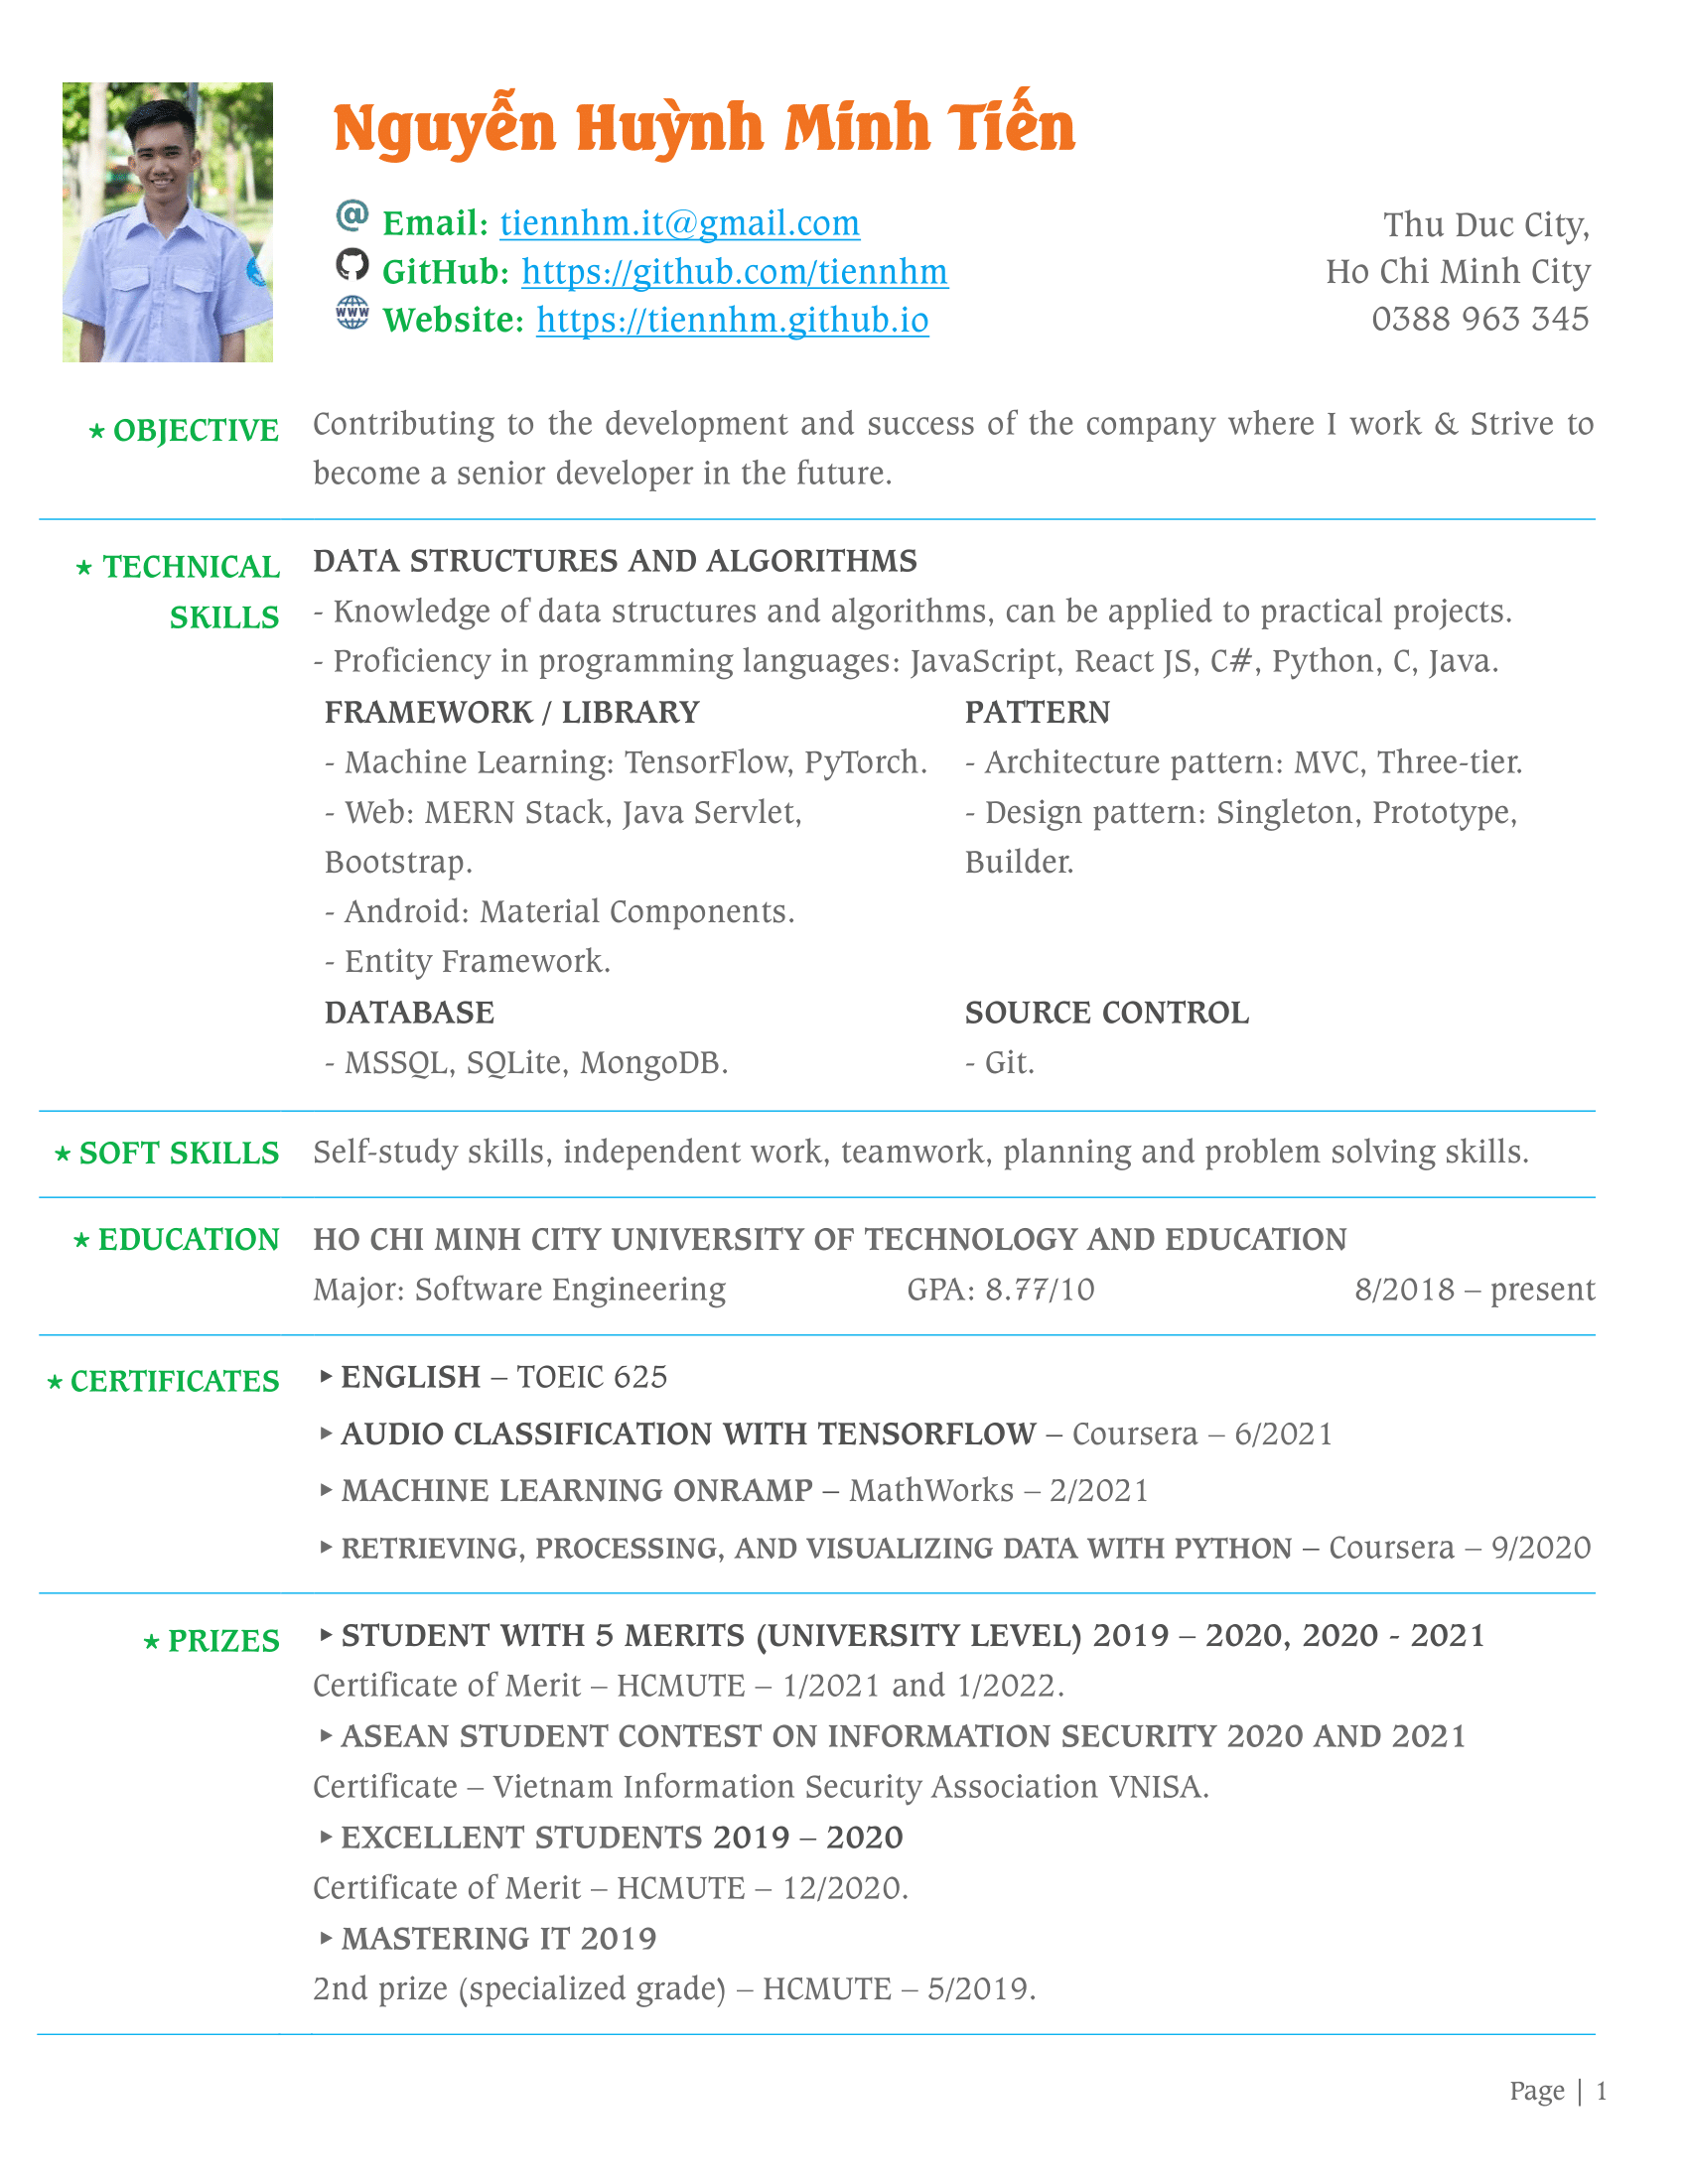 Nguyễn Huỳnh Minh Tiến
@ Email: tiennhm.it@gmail.com
GitHub: https://github.com/tiennhm
WWW Website: https://tiennhm.github.io
Thu Duc City,
Ho Chi Minh City
0388 963 345
★ OBJECTIVE
Contributing to the development and success of the company where I work & Strive to
become a senior developer in the future.
★ TECHNICAL
SKILLS
DATA STRUCTURES AND ALGORITHMS
- Knowledge of data structures and algorithms, can be applied to practical projects.
- Proficiency in programming languages: JavaScript, React JS, C#, Python, C, Java.
FRAMEWORK / LIBRARY
- Machine Learning: TensorFlow, PyTorch.
- Web: MERN Stack, Java Servlet,
Bootstrap.
- Android: Material Components.
- Entity Framework.
PATTERN
- Architecture pattern: MVC, Three-tier.
- Design pattern: Singleton, Prototype,
Builder.
DATABASE
- MSSQL, SQLite, MongoDB.
SOURCE CONTROL
- Git.
★ SOFT SKILLS
Self-study skills, independent work, teamwork, planning and problem solving skills.
★ EDUCATION
HO CHI MINH CITY UNIVERSITY OF TECHNOLOGY AND EDUCATION
Major: Software Engineering GPA: 8.77/10 8/2018 – present
★ CERTIFICATES
▸ ENGLISH – TOEIC 625
▸ AUDIO CLASSIFICATION WITH TENSORFLOW – Coursera – 6/2021
▸ MACHINE LEARNING ONRAMP – MathWorks – 2/2021
▸ RETRIEVING, PROCESSING, AND VISUALIZING DATA WITH PYTHON – Coursera – 9/2020
★ PRIZES
▸ STUDENT WITH 5 MERITS (UNIVERSITY LEVEL) 2019 – 2020, 2020 - 2021
Certificate of Merit – HCMUTE – 1/2021 and 1/2022.
▸ ASEAN STUDENT CONTEST ON INFORMATION SECURITY 2020 AND 2021
Certificate – Vietnam Information Security Association VNISA.
▸ EXCELLENT STUDENTS 2019 – 2020
Certificate of Merit – HCMUTE – 12/2020.
▸ MASTERING IT 2019
2nd prize (specialized grade) – HCMUTE – 5/2019.
Page | 1